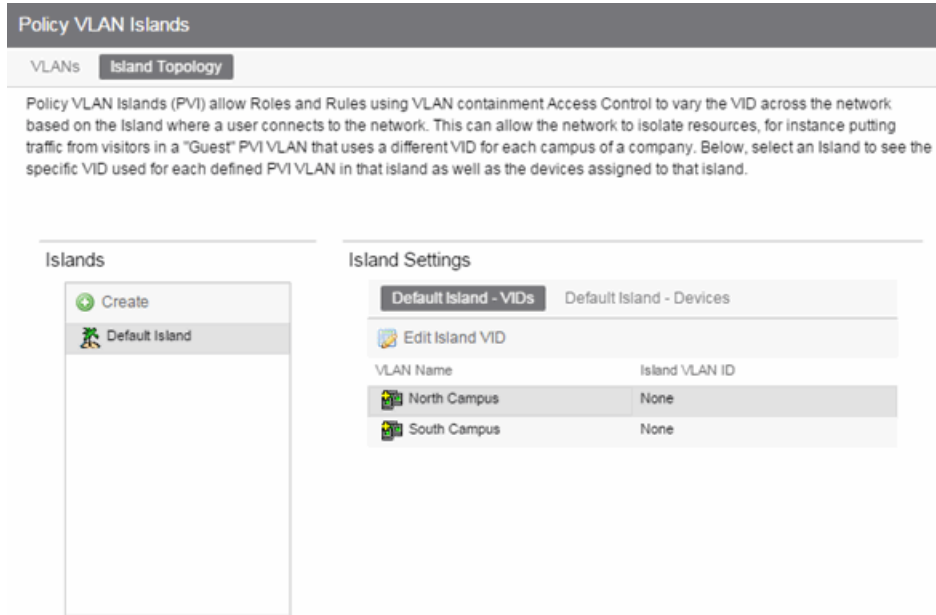 Policy VLAN Islands
VLANs Island Topology
Policy VLAN Islands (PVI) allow Roles and Rules using VLAN containment Access Control to vary the VID across the network
based on the Island where a user connects to the network. This can allow the network to isolate resources, for instance putting
traffic from visitors in a "Guest" PVI VLAN that uses a different VID for each campus of a company. Below, select an Island to see the
specific VID used for each defined PVI VLAN in that island as well as the devices assigned to that island.
Islands
Create
Default Island
Island Settings
Default Island - VIDs Default Island - Devices
Edit Island VID
VLAN Name Island VLAN ID
North Campus None
South Campus None